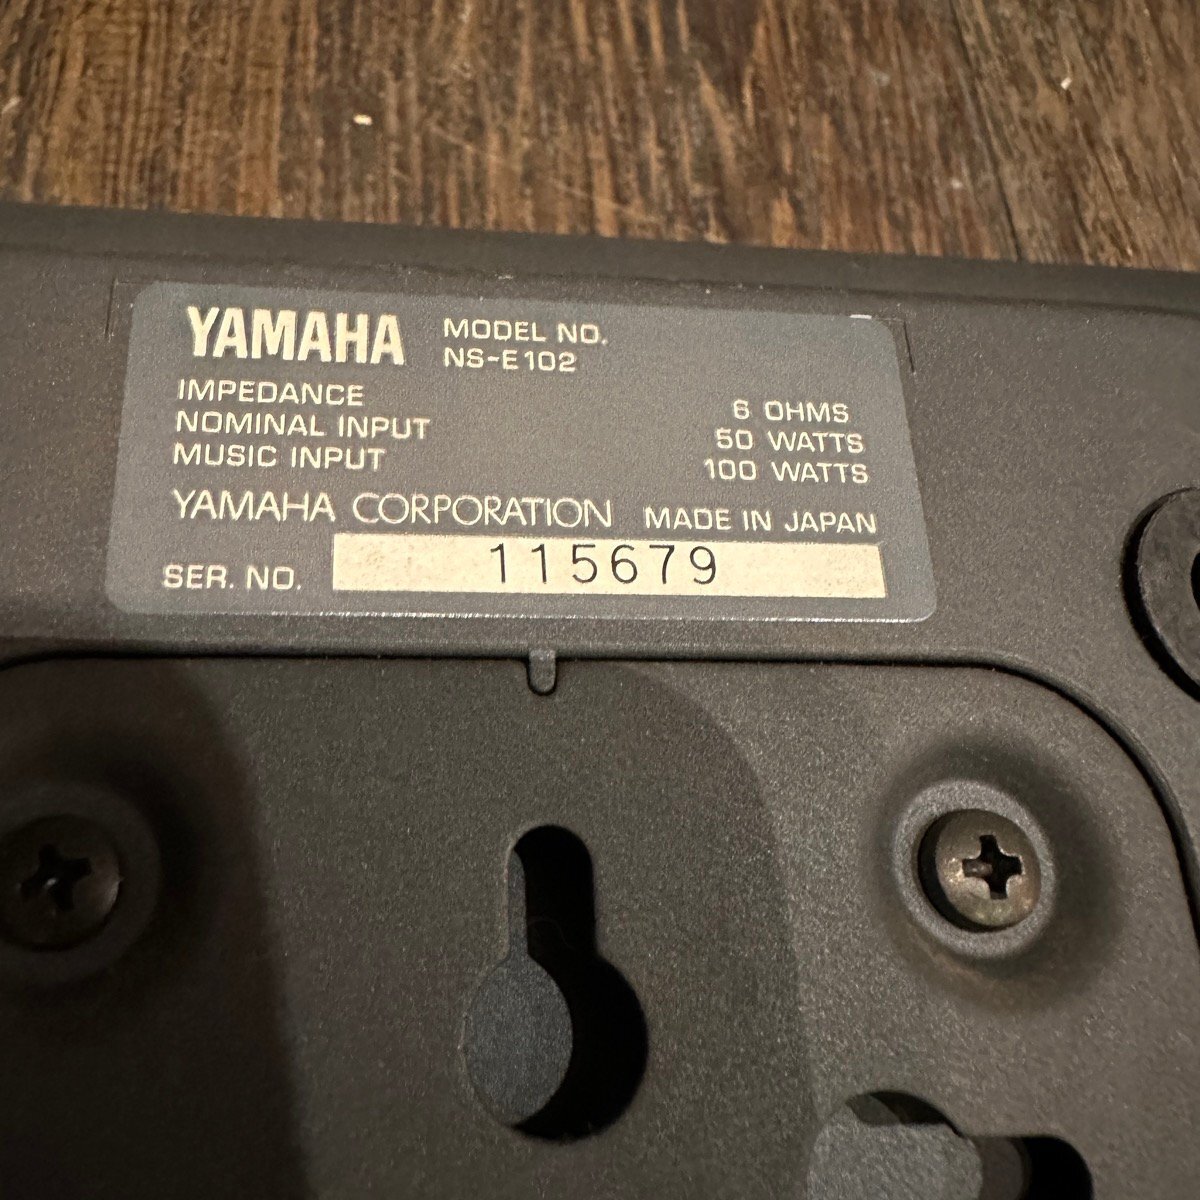 YAMAHA MODEL NO.
NS-E102
IMPEDANCE 6 OHMS
NOMINAL INPUT 50 WATTS
MUSIC INPUT 100 WATTS
YAMAHA CORPORATION MADE IN JAPAN
SER. NO. 115679